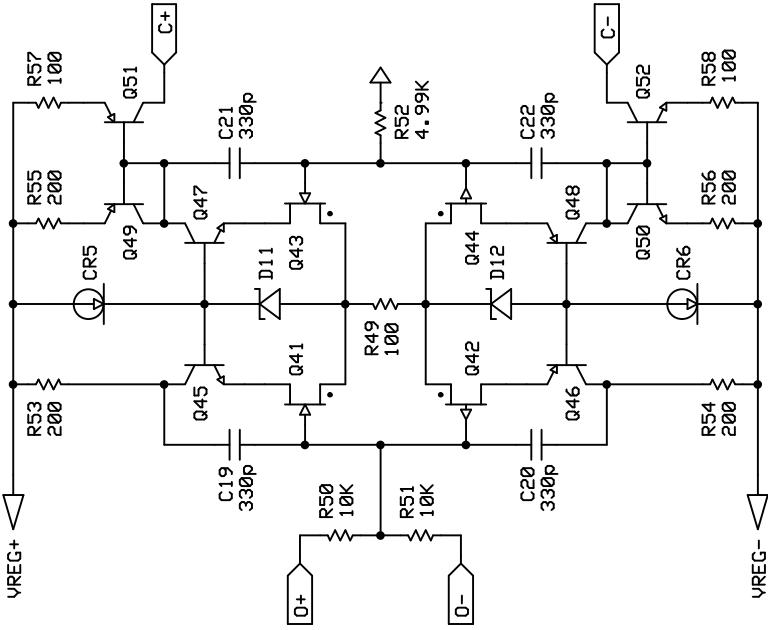 C+
C-
R57
100
Q51
R52
4.99K
Q52
R58
100
C21
330p
C22
330p
R55
200
Q49
Q47
Q43
Q44
Q48
Q50
R56
200
CR5
D11
D12
CR6
R49
100
R53
200
Q45
Q41
Q42
Q46
R54
200
C19
330p
C20
330p
R50
10K
R51
10K
VREG+
VREG-
O+
O-